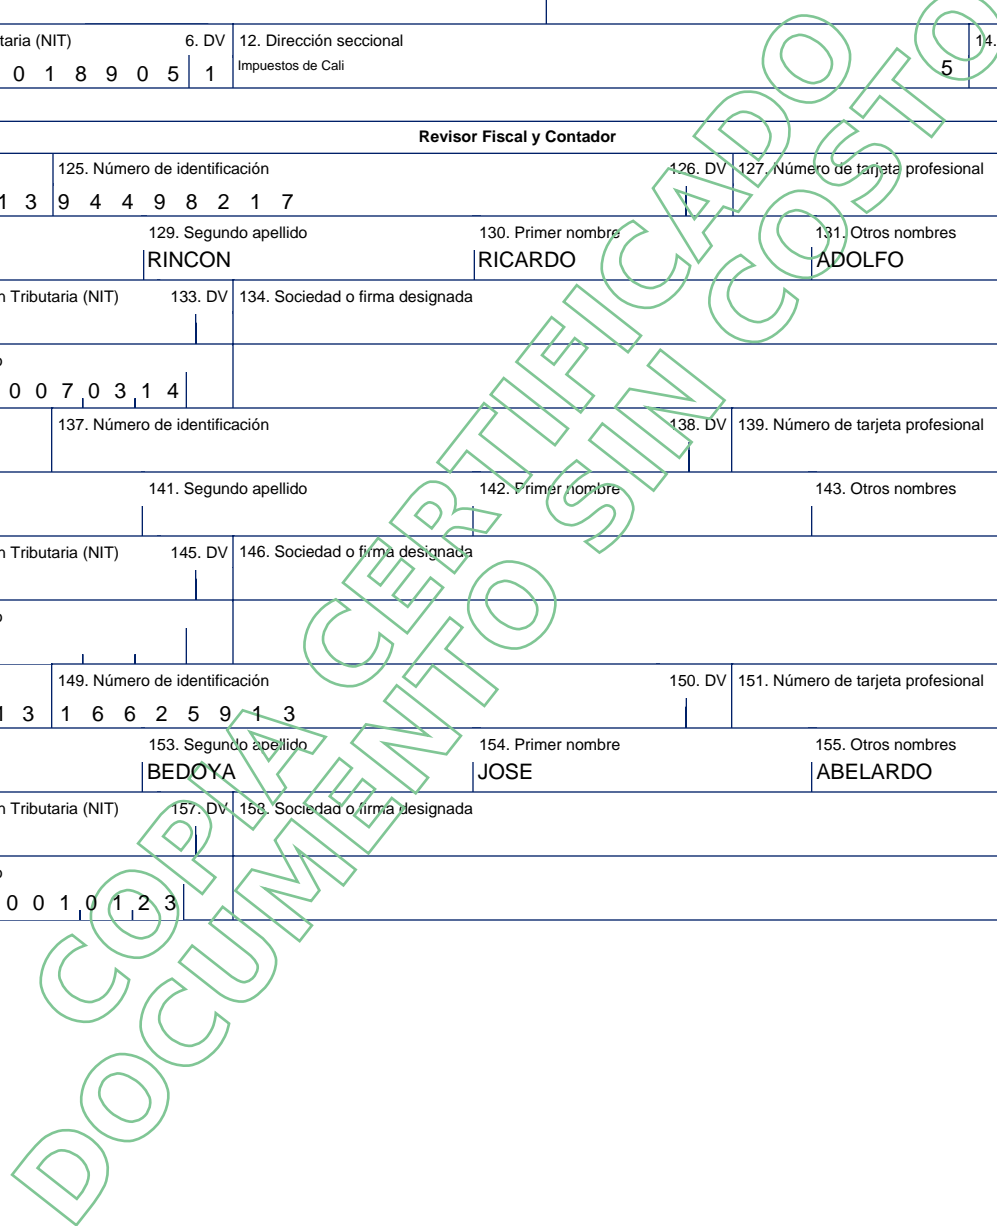 taria (NIT) 6. DV 12. Dirección seccional 14.
0 1 8 9 0 5 1 Impuestos de Cali 5
Revisor Fiscal y Contador
125. Número de identificación 126. DV 127. Número de tarjeta profesional
1 3 9 4 4 9 8 2 1 7
129. Segundo apellido 130. Primer nombre 131. Otros nombres
RINCON RICARDO ADOLFO
n Tributaria (NIT) 133. DV 134. Sociedad o firma designada
o
0 0 7 0 3 1 4
137. Número de identificación 138. DV 139. Número de tarjeta profesional
141. Segundo apellido 142. Primer nombre 143. Otros nombres
n Tributaria (NIT) 145. DV 146. Sociedad o firma designada
o
149. Número de identificación 150. DV 151. Número de tarjeta profesional
1 3 1 6 6 2 5 9 1 3
153. Segundo apellido 154. Primer nombre 155. Otros nombres
BEDOYA JOSE ABELARDO
n Tributaria (NIT) 157. DV 158. Sociedad o firma designada
o
0 0 1 0 1 2 3
COPIA CERTIFICADO
DOCUMENTO SIN COSTO